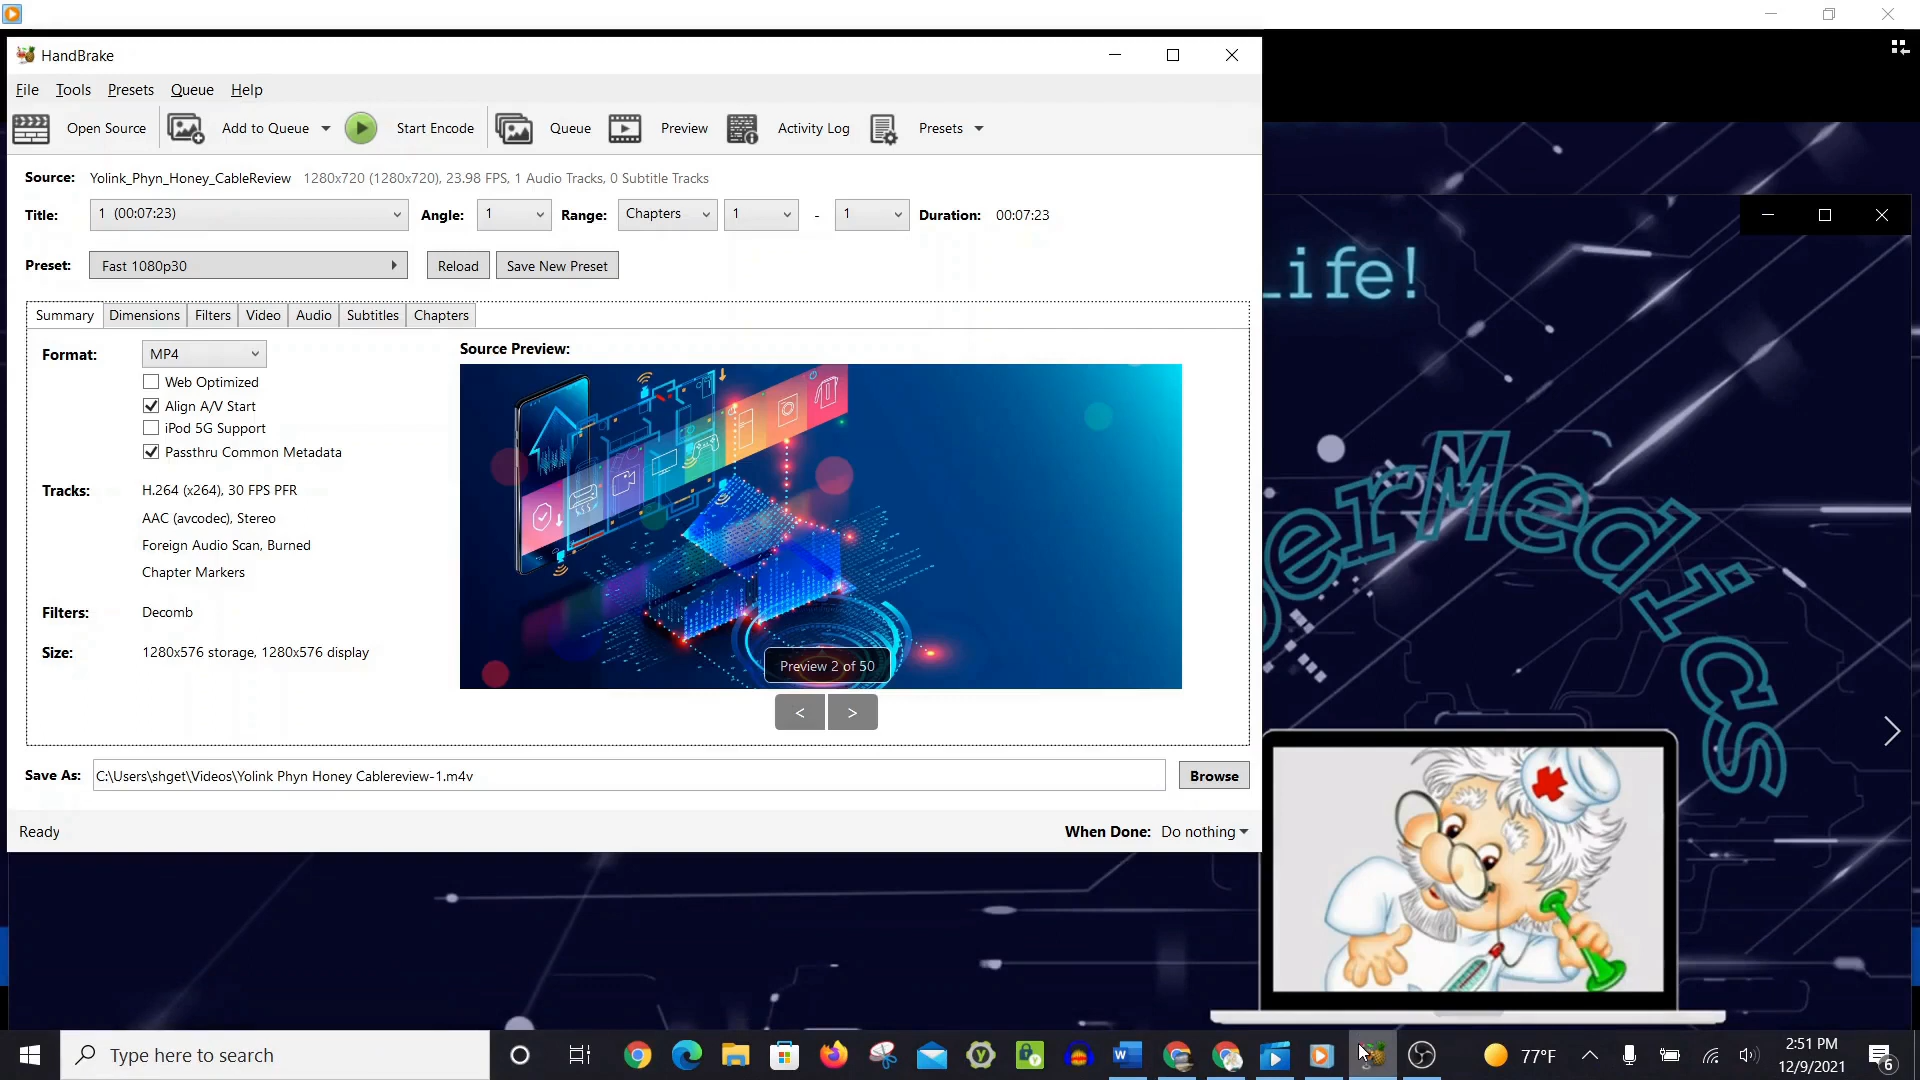 HandBrake
File Tools Presets Queue Help
Open Source Add to Queue Start Encode Queue Preview Activity Log Presets
Source: Yolink_Phyn_Honey_CableReview 1280x720 (1280x720), 23.98 FPS, 1 Audio Tracks, 0 Subtitle Tracks
Title: 1 (00:07:23) Angle: 1 Range: Chapters 1 - 1 Duration: 00:07:23
Preset: Fast 1080p30 Reload Save New Preset
Summary Dimensions Filters Video Audio Subtitles Chapters
Format: MP4
Web Optimized
Align A/V Start
iPod 5G Support
Passthru Common Metadata
Tracks: H.264 (x264), 30 FPS PFR
AAC (avcodec), Stereo
Foreign Audio Scan, Burned
Chapter Markers
Filters: Decomb
Size: 1280x576 storage, 1280x576 display
Source Preview:
Preview 2 of 50
< >
Save As: C:\Users\shget\Videos\Yolink Phyn Honey Cablereview-1.m4v Browse
Ready When Done: Do nothing
Life!
erMedics
Type here to search
77°F
2:51 PM
12/9/2021
6